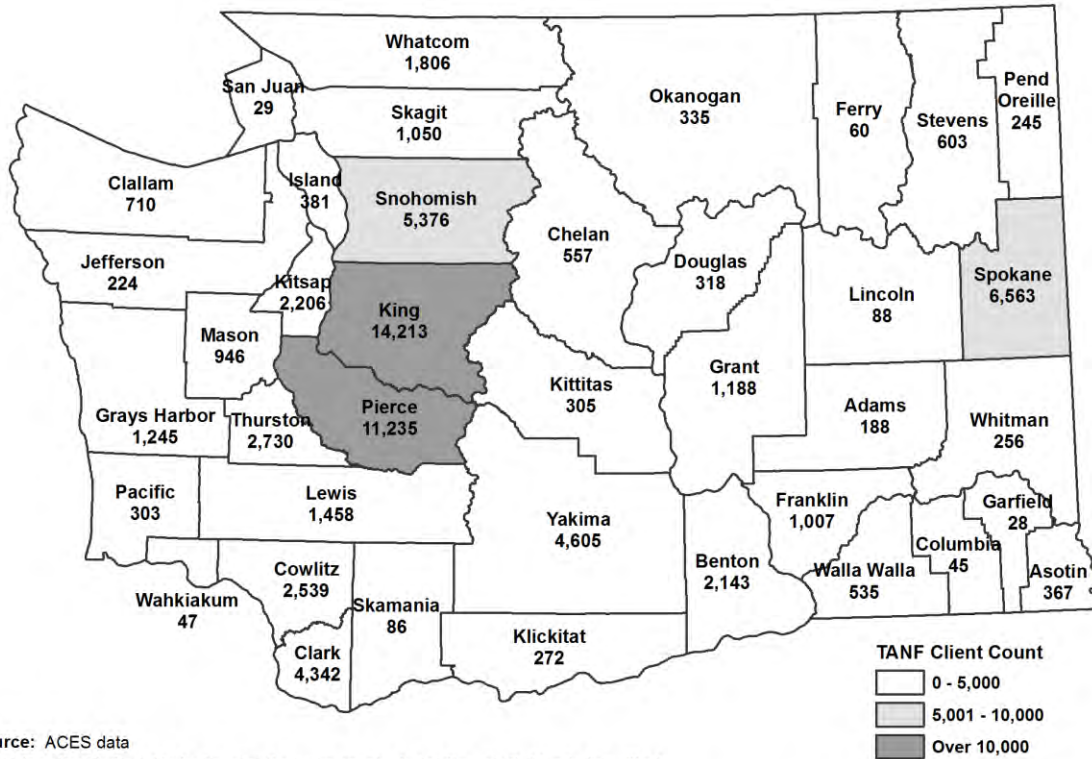 Whatcom
1,806
San Juan
29
Skagit
1,050
Okanogan
335
Ferry
60
Stevens
603
Pend
Oreille
245
Clallam
710
Island
381
Snohomish
5,376
Chelan
557
Douglas
318
Jefferson
224
Kitsap
2,206
King
14,213
Lincoln
88
Spokane
6,563
Mason
946
Grant
1,188
Kittitas
305
Pierce
11,235
Adams
188
Whitman
256
Grays Harbor
1,245
Thurston
2,730
Pacific
303
Lewis
1,458
Yakima
4,605
Franklin
1,007
Garfield
28
Benton
2,143
Walla Walla
535
Columbia
45
Asotin
367
Wahkiakum
47
Cowlitz
2,539
Skamania
86
Clark
4,342
Klickitat
272
TANF Client Count
0 - 5,000
5,001 - 10,000
Over 10,000
urce: ACES data